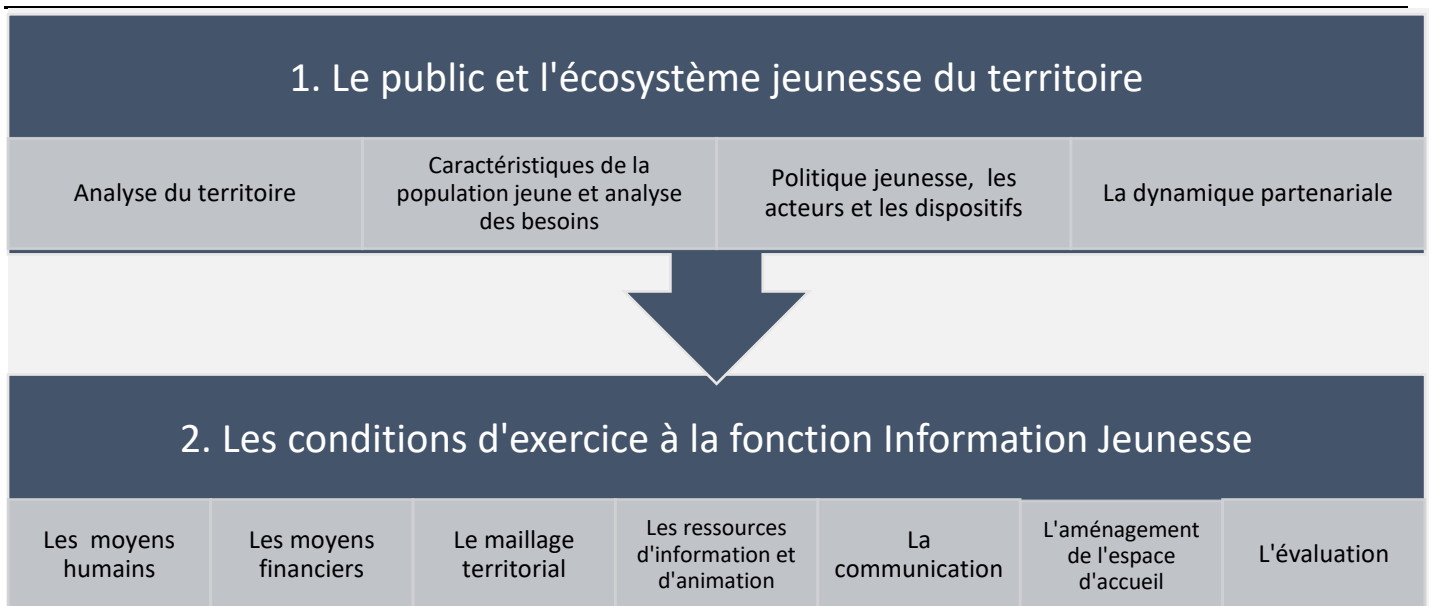 1. Le public et l'écosystème jeunesse du territoire
Analyse du territoire
Caractéristiques de la
population jeune et analyse
des besoins
Politique jeunesse, les
acteurs et les dispositifs
La dynamique partenariale
2. Les conditions d'exercice à la fonction Information Jeunesse
Les moyens
humains
Les moyens
financiers
Le maillage
territorial
Les ressources
d'information et
d'animation
La
communication
L'aménagement
de l'espace
d'accueil
L'évaluation